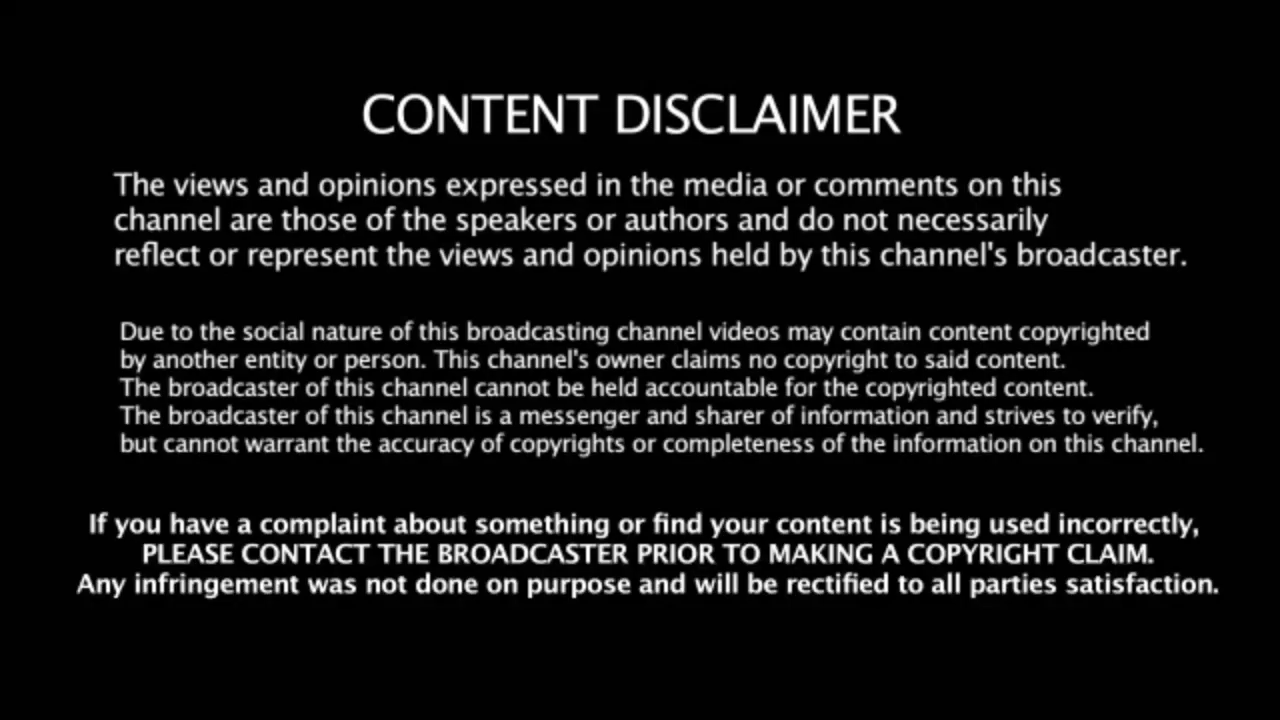 CONTENT DISCLAIMER
The views and opinions expressed in the media or comments on this
channel are those of the speakers or authors and do not necessarily
reflect or represent the views and opinions held by this channel's broadcaster.
Due to the social nature of this broadcasting channel videos may contain content copyrighted
by another entity or person. This channel's owner claims no copyright to said content.
The broadcaster of this channel cannot be held accountable for the copyrighted content.
The broadcaster of this channel is a messenger and sharer of information and strives to verify,
but cannot warrant the accuracy of copyrights or completeness of the information on this channel.
If you have a complaint about something or find your content is being used incorrectly,
PLEASE CONTACT THE BROADCASTER PRIOR TO MAKING A COPYRIGHT CLAIM.
Any infringement was not done on purpose and will be rectified to all parties satisfaction.